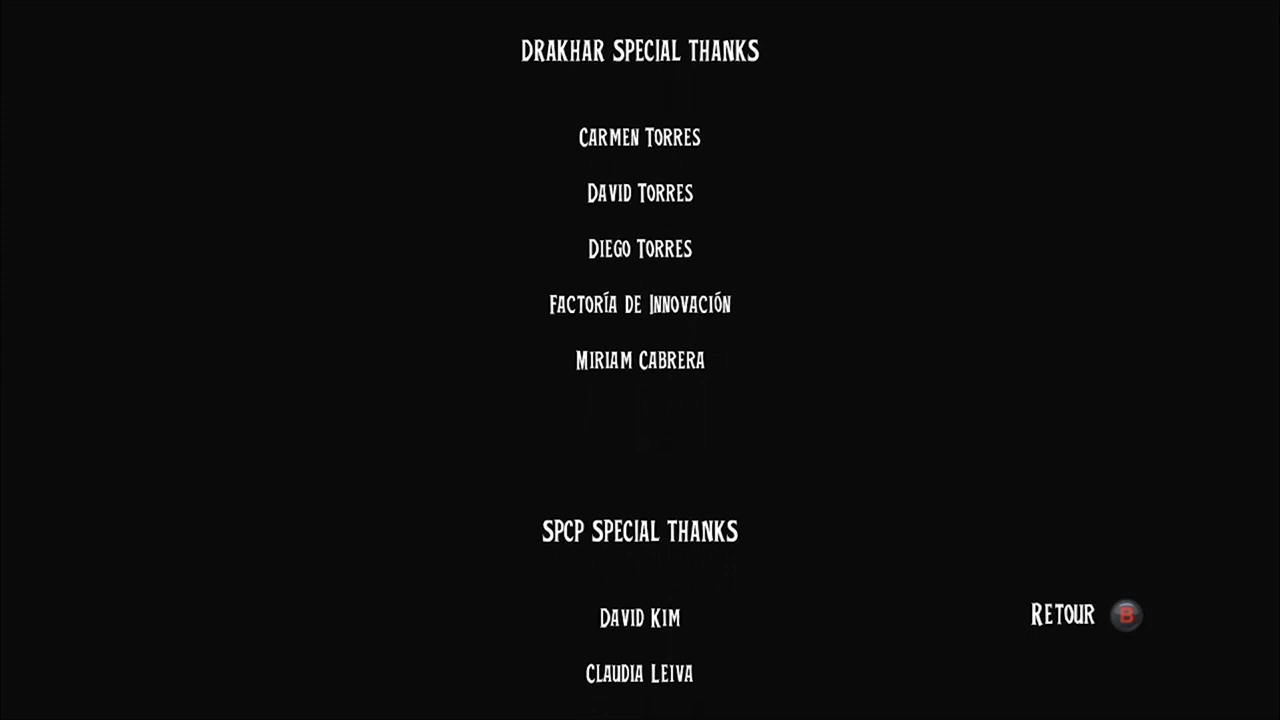 DRAKHAR SPECIAL THANKS
CARMEN TORRES
DAVID TORRES
DIEGO TORRES
FACTORÍA DE INNOVACIÓN
MIRIAM CABRERA
SPCP SPECIAL THANKS
DAVID KIM
RETOUR B
CLAUDIA LEIVA